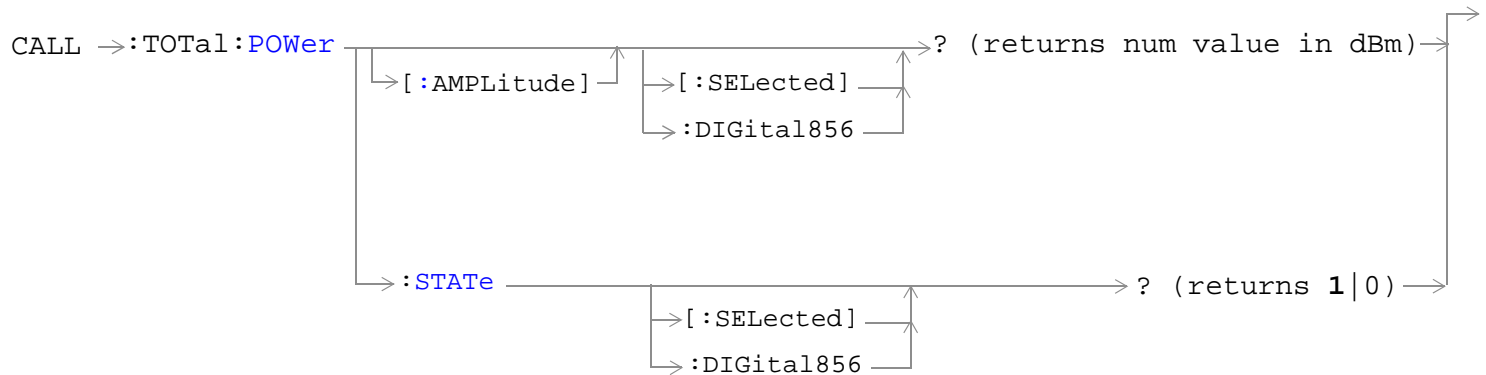 CALL :TOTal:POWer ? (returns num value in dBm)
[:AMPLitude] [:SELected]
:DIGital856
:STATe ? (returns 1|0)
[:SELected]
:DIGital856